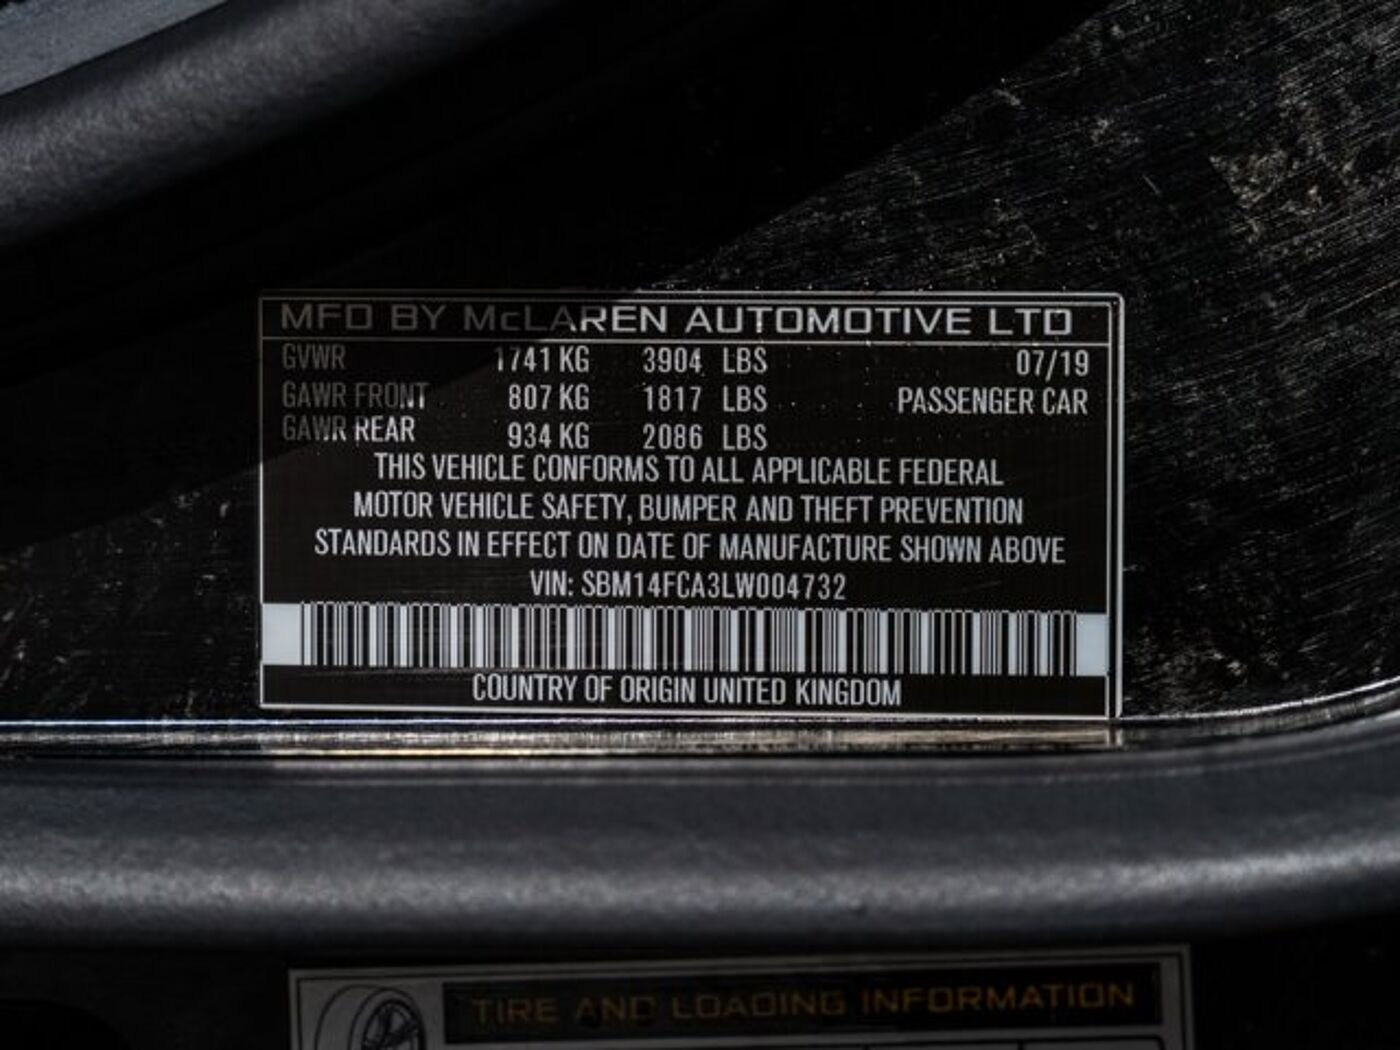 MFD BY McLAREN AUTOMOTIVE LTD
GVWR 1741 KG 3904 LBS 07/19
GAWR FRONT 807 KG 1817 LBS PASSENGER CAR
GAWR REAR 934 KG 2086 LBS
THIS VEHICLE CONFORMS TO ALL APPLICABLE FEDERAL
MOTOR VEHICLE SAFETY, BUMPER AND THEFT PREVENTION
STANDARDS IN EFFECT ON DATE OF MANUFACTURE SHOWN ABOVE
VIN: SBM14FCA3LW004732
COUNTRY OF ORIGIN UNITED KINGDOM
TIRE AND LOADING INFORMATION